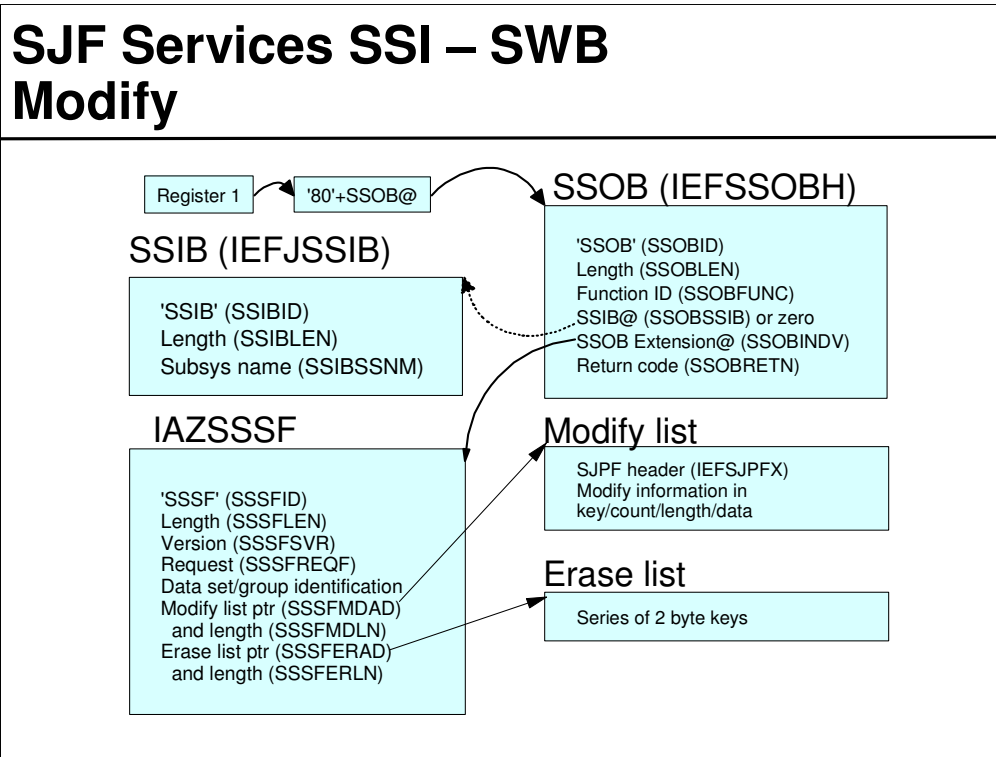 SJF Services SSI – SWB
Modify
Register 1
'80'+SSOB@
SSOB (IEFSSOBH)
'SSOB' (SSOBID)
Length (SSOBLEN)
Function ID (SSOBFUNC)
SSIB@ (SSOBSSIB) or zero
SSOB Extension@ (SSOBINDV)
Return code (SSOBRETN)
SSIB (IEFJSSIB)
'SSIB' (SSIBID)
Length (SSIBLEN)
Subsys name (SSIBSSNM)
IAZSSSF
'SSSF' (SSSFID)
Length (SSSFLEN)
Version (SSSFSVR)
Request (SSSFREQF)
Data set/group identification
Modify list ptr (SSSFMDAD)
and length (SSSFMDLN)
Erase list ptr (SSSFERAD)
and length (SSSFERLN)
Modify list
SJPF header (IEFSJPFX)
Modify information in
key/count/length/data
Erase list
Series of 2 byte keys